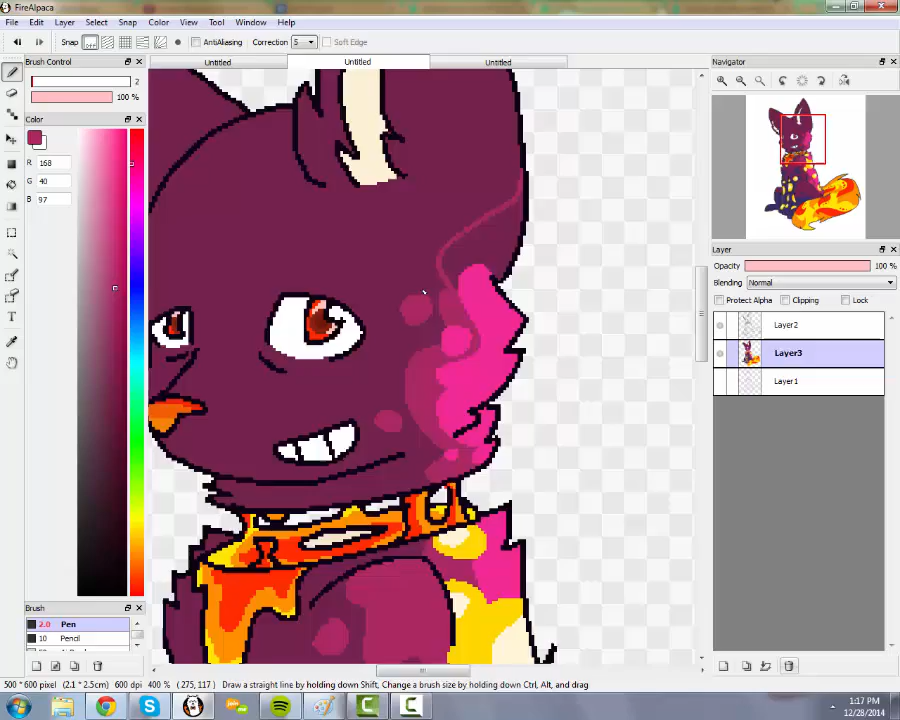 FireAlpaca
File Edit Layer Select Snap Color View Tool Window Help
Snap off AntiAliasing Correction 5 Soft Edge
Brush Control Untitled Untitled Untitled Navigator
2
100 %
Color
R 168
G 40
B 97
Layer
Opacity 100 %
Blending Normal
Protect Alpha Clipping Lock
Layer2
Layer3
Layer1
Brush
2.0 Pen
10 Pencil
500 * 600 pixel (2.1 * 2.5cm) 600 dpi 400 % (275, 117) Draw a straight line by holding down Shift, Change a brush size by holding down Ctrl, Alt, and drag
1:17 PM
12/28/2014